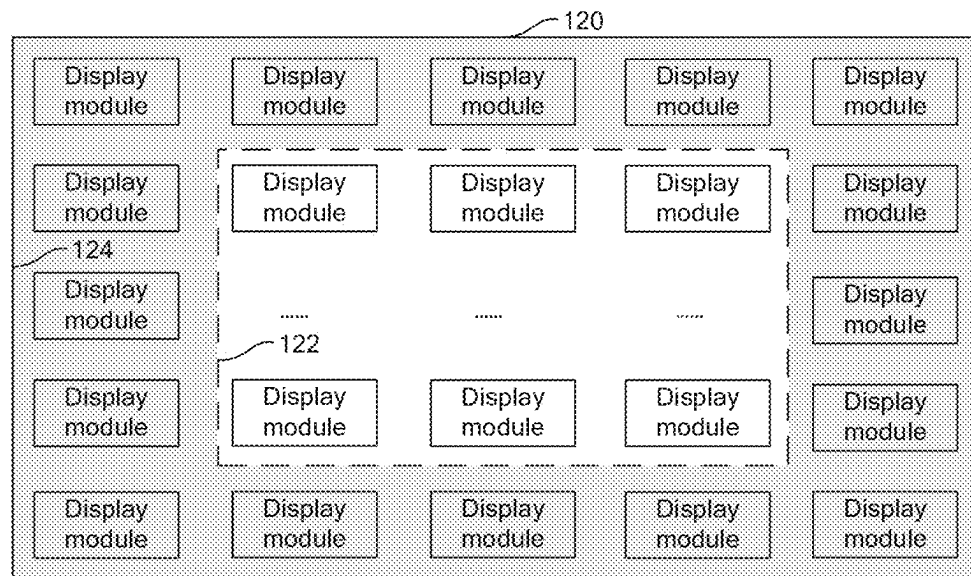 120
Display Display Display Display Display
module module module module module
Display Display Display Display Display
module module module module module
124
Display Display
module module
...... ...... ......
122
Display Display Display Display Display
module module module module module
Display Display Display Display Display
module module module module module